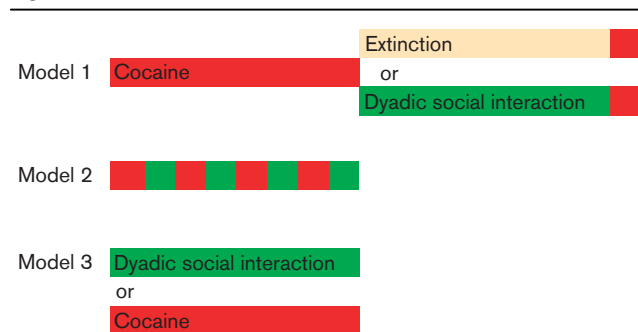 Extinction
Model 1 Cocaine or
Dyadic social interaction
Model 2
Model 3 Dyadic social interaction
or
Cocaine